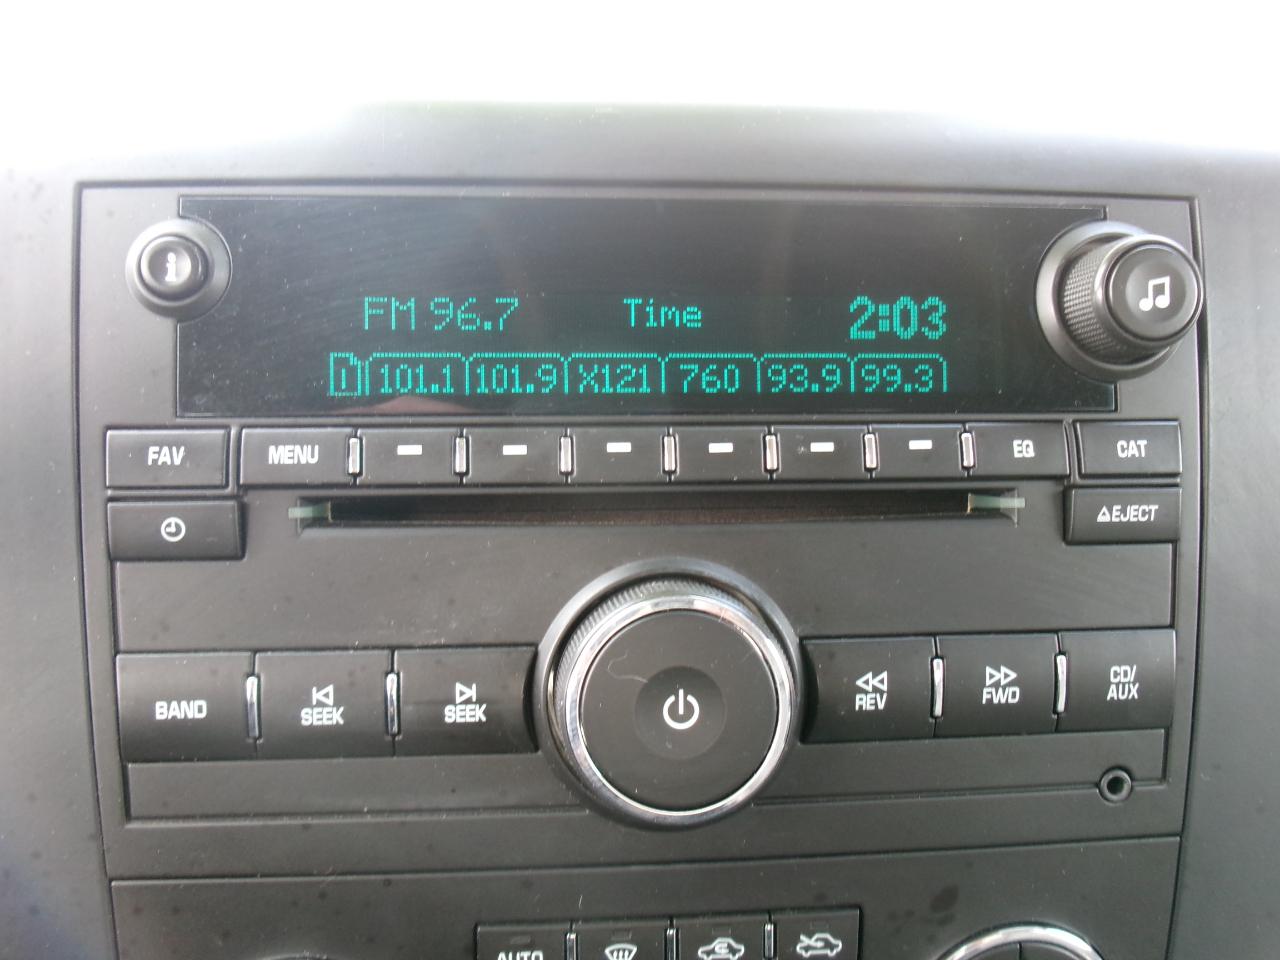 i
FM 96.7 Time 2:03
101.1 101.9 X121 760 93.9 99.3
FAV MENU EQ CAT
EJECT
BAND SEEK SEEK REV FWD CD/AUX
AUTO